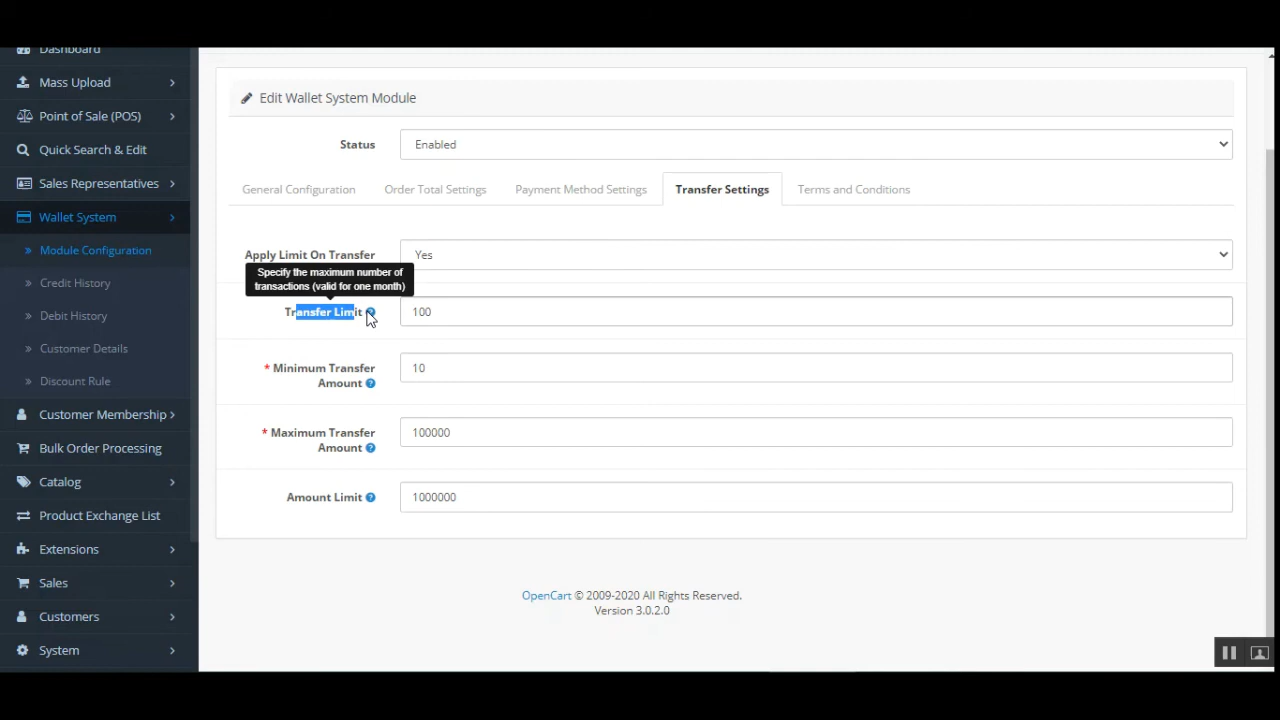 Dashboard
Mass Upload
Point of Sale (POS)
Quick Search & Edit
Sales Representatives
Wallet System
» Module Configuration
» Credit History
» Debit History
» Customer Details
» Discount Rule
Customer Membership
Bulk Order Processing
Catalog
Product Exchange List
Extensions
Sales
Customers
System
Edit Wallet System Module
Status
Enabled
General Configuration
Order Total Settings
Payment Method Settings
Transfer Settings
Terms and Conditions
Apply Limit On Transfer
Yes
Specify the maximum number of
transactions (valid for one month)
Transfer Limit
100
* Minimum Transfer
Amount
10
* Maximum Transfer
Amount
100000
Amount Limit
1000000
OpenCart © 2009-2020 All Rights Reserved.
Version 3.0.2.0